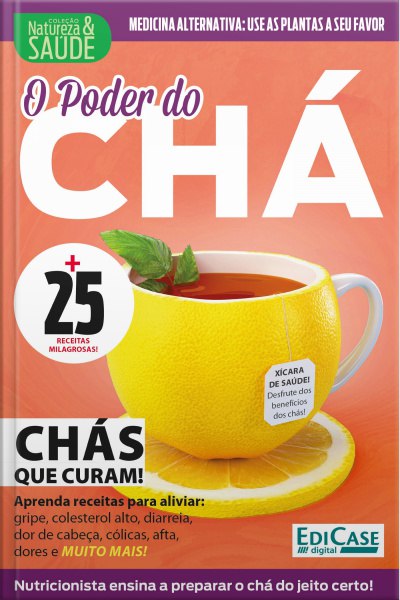 COLEÇÃO
Natureza &
SAÚDE
MEDICINA ALTERNATIVA: USE AS PLANTAS A SEU FAVOR
O Poder do
CHÁ
+
25
RECEITAS
MILAGROSAS!
XÍCARA
DE SAÚDE!
Desfrute dos
benefícios
dos chás!
CHÁS
QUE CURAM!
Aprenda receitas para aliviar:
gripe, colesterol alto, diarreia,
dor de cabeça, cólicas, afta,
dores e MUITO MAIS!
EDICASE
digital
Nutricionista ensina a preparar o chá do jeito certo!